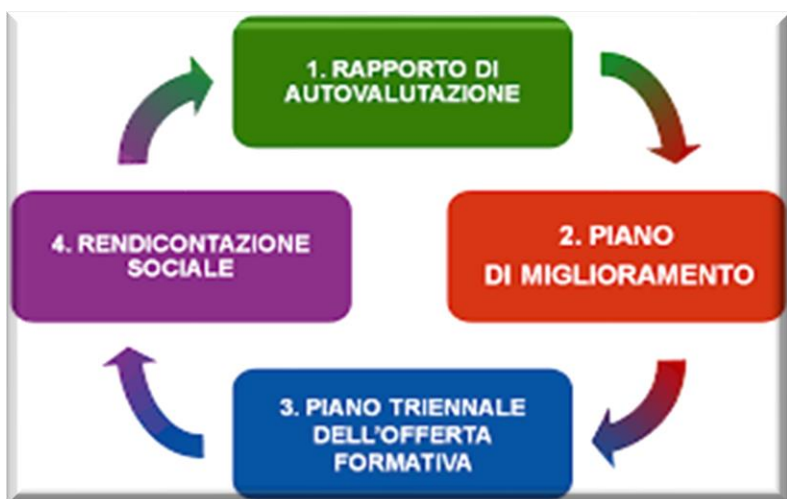 1. RAPPORTO DI
AUTOVALUTAZIONE
2. PIANO
DI MIGLIORAMENTO
3. PIANO TRIENNALE
DELL'OFFERTA
FORMATIVA
4. RENDICONTAZIONE
SOCIALE